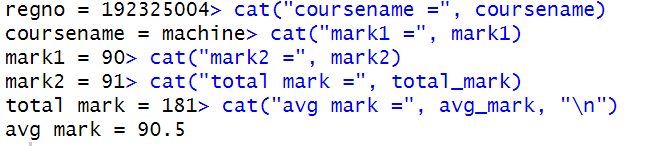 regno = 192325004> cat("coursename =", coursename)
coursename = machine> cat("mark1 =", mark1)
mark1 = 90> cat("mark2 =", mark2)
mark2 = 91> cat("total mark =", total_mark)
total mark = 181> cat("avg mark =", avg_mark, "\n")
avg mark = 90.5